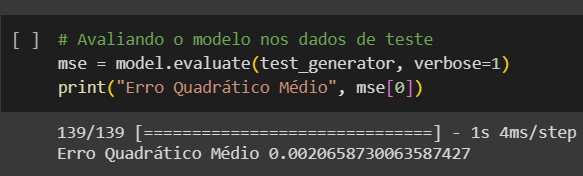 [ ] # Avaliando o modelo nos dados de teste
mse = model.evaluate(test_generator, verbose=1)
print("Erro Quadrático Médio", mse[0])
139/139 [==============================] - 1s 4ms/step
Erro Quadrático Médio 0.0020658730063587427